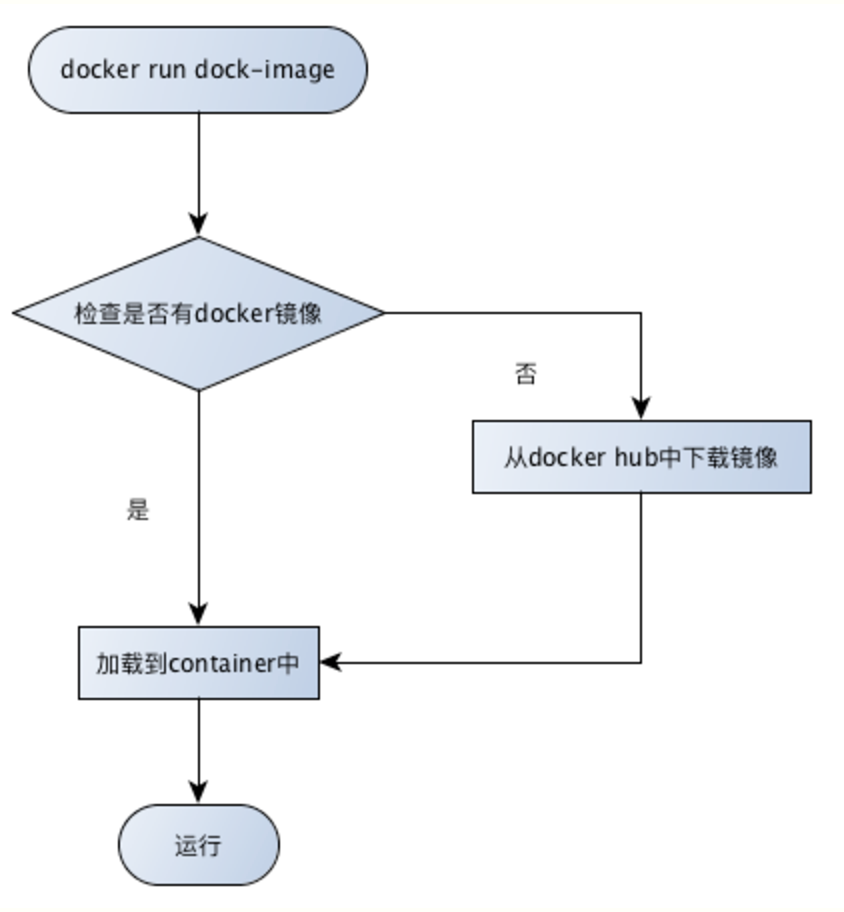 docker run dock-image
检查是否有docker镜像
否
从docker hub中下载镜像
是
加载到container中
运行